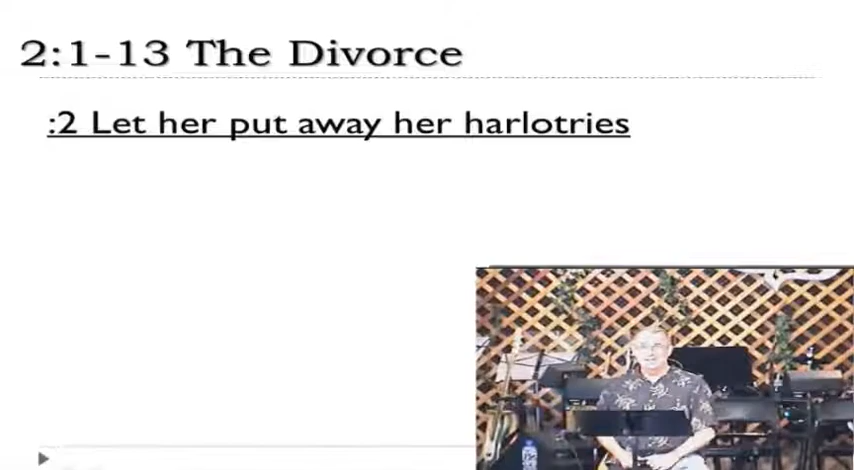 2:1-13 The Divorce
:2 Let her put away her harlotries